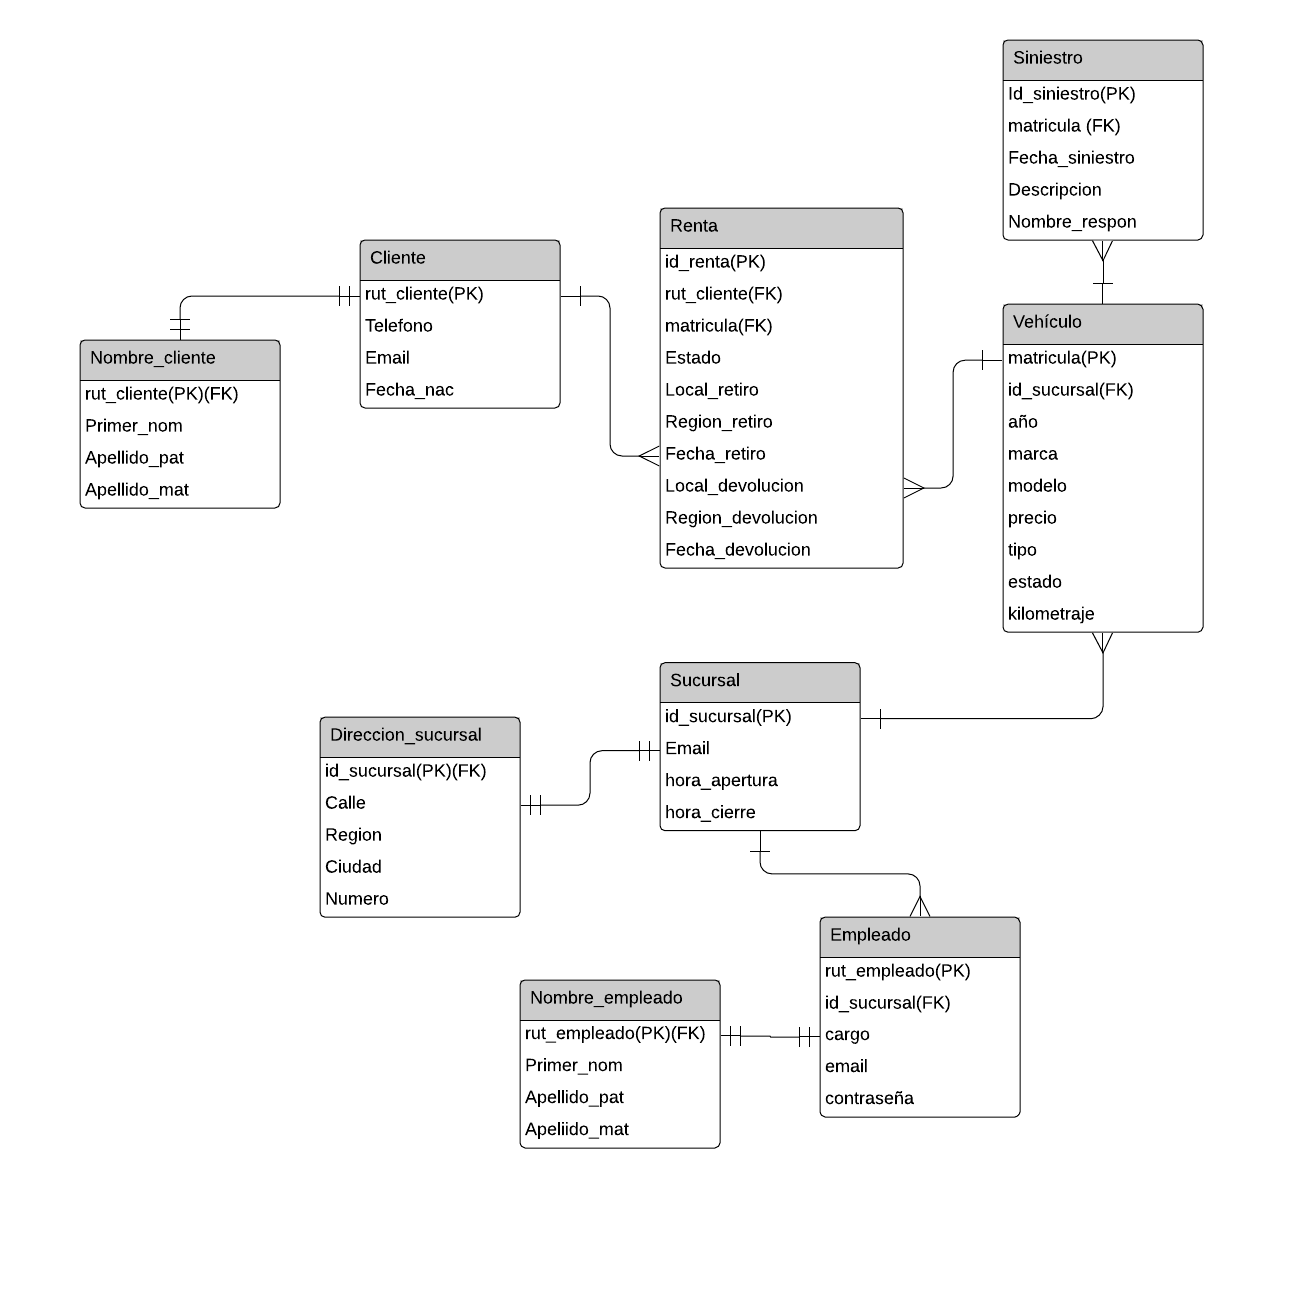 Siniestro
Id_siniestro(PK)
matricula (FK)
Fecha_siniestro
Descripcion
Nombre_respon
Renta
id_renta(PK)
rut_cliente(FK)
matricula(FK)
Estado
Local_retiro
Region_retiro
Fecha_retiro
Local_devolucion
Region_devolucion
Fecha_devolucion
Cliente
rut_cliente(PK)
Telefono
Email
Fecha_nac
Nombre_cliente
rut_cliente(PK)(FK)
Primer_nom
Apellido_pat
Apellido_mat
Vehículo
matricula(PK)
id_sucursal(FK)
año
marca
modelo
precio
tipo
estado
kilometraje
Sucursal
id_sucursal(PK)
Email
hora_apertura
hora_cierre
Direccion_sucursal
id_sucursal(PK)(FK)
Calle
Region
Ciudad
Numero
Empleado
rut_empleado(PK)
id_sucursal(FK)
cargo
email
contraseña
Nombre_empleado
rut_empleado(PK)(FK)
Primer_nom
Apellido_pat
Apeliido_mat